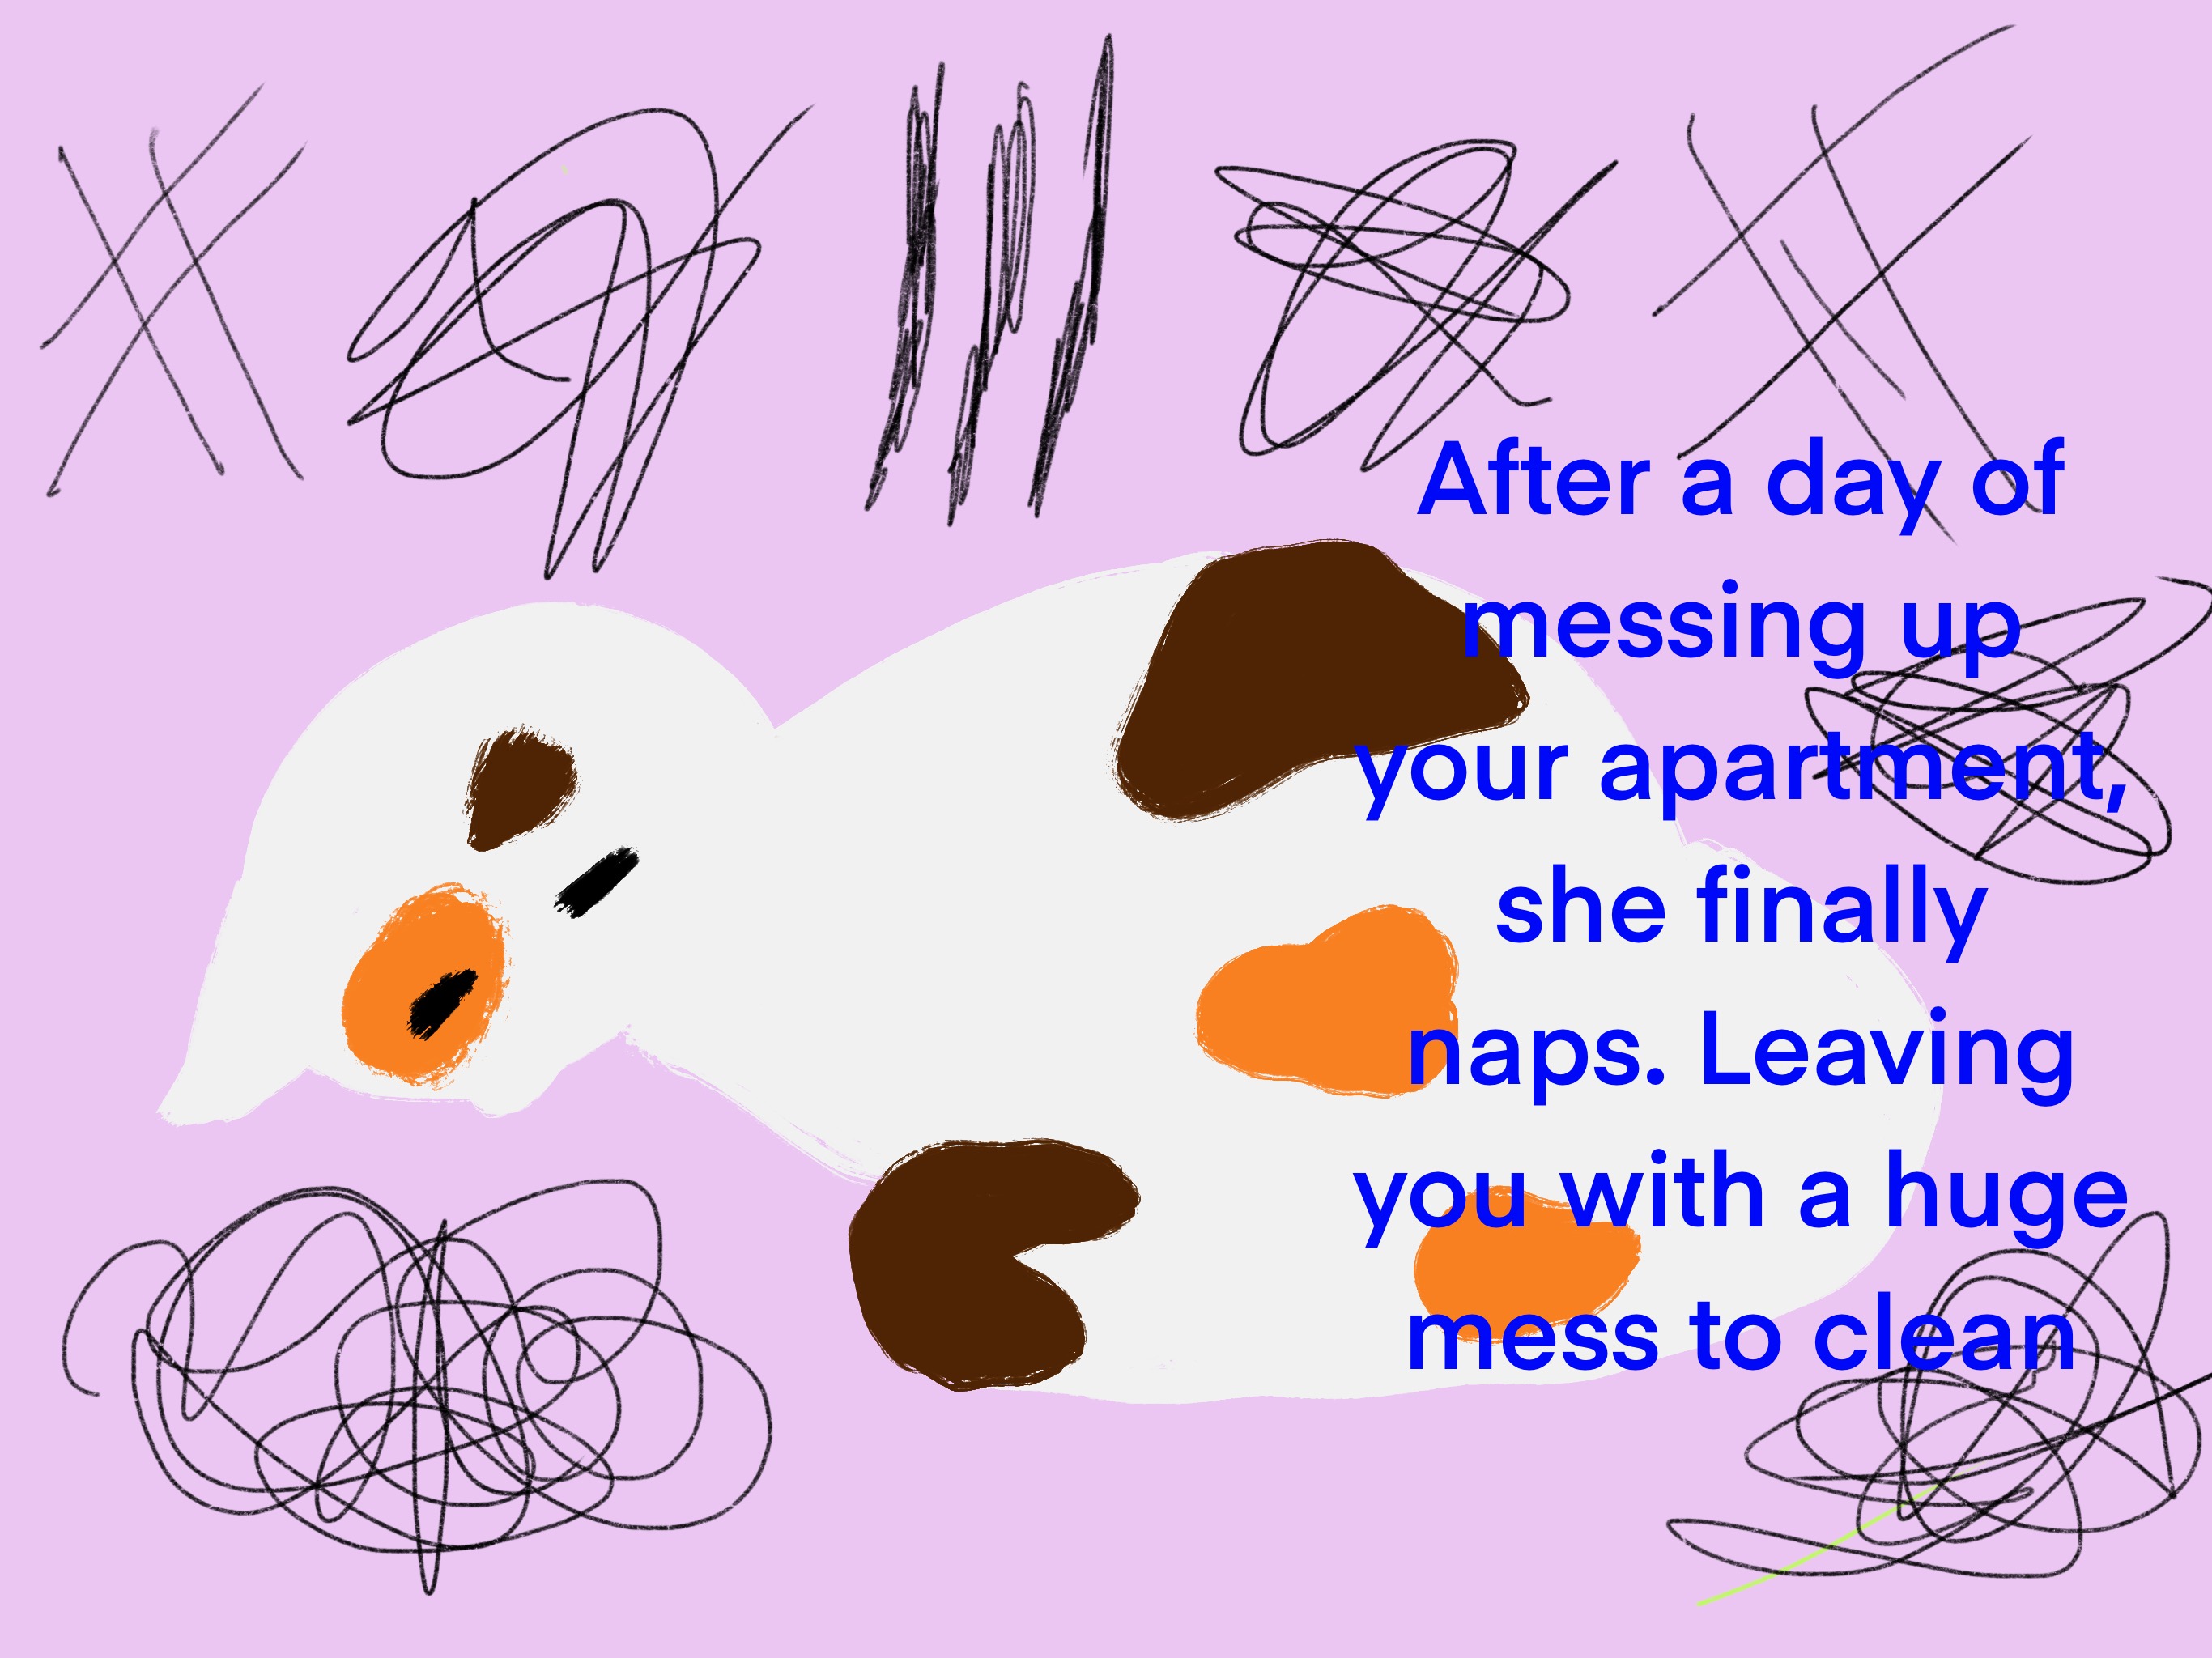 After a day of
messing up
your apartment,
she finally
naps. Leaving
you with a huge
mess to clean